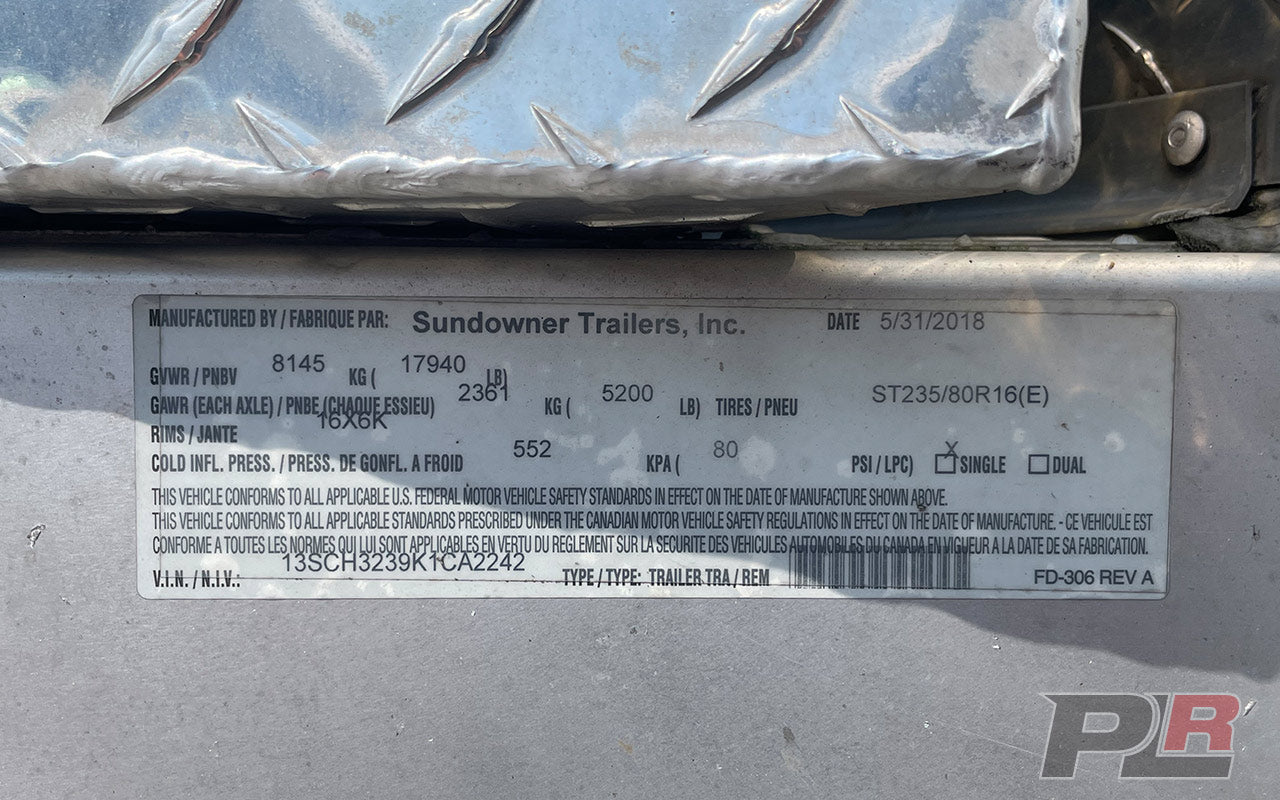 MANUFACTURED BY / FABRIQUE PAR: Sundowner Trailers, Inc. DATE 5/31/2018
GVWR / PNBV 8145 KG ( 17940 LB)
GAWR (EACH AXLE) / PNBE (CHAQUE ESSIEU) 2361 KG ( 5200 LB) TIRES / PNEU ST235/80R16(E)
RIMS / JANTE 16X6K
COLD INFL. PRESS. / PRESS. DE GONFL. A FROID 552 KPA ( 80 PSI / LPC) X SINGLE DUAL
THIS VEHICLE CONFORMS TO ALL APPLICABLE U.S. FEDERAL MOTOR VEHICLE SAFETY STANDARDS IN EFFECT ON THE DATE OF MANUFACTURE SHOWN ABOVE.
THIS VEHICLE CONFORMS TO ALL APPLICABLE STANDARDS PRESCRIBED UNDER THE CANADIAN MOTOR VEHICLE SAFETY REGULATIONS IN EFFECT ON THE DATE OF MANUFACTURE. - CE VEHICULE EST
CONFORME A TOUTES LES NORMES QUI LUI SONT APPLICABLES EN VERTU DU REGLEMENT SUR LA SECURITE DES VEHICULES AUTOMOBILES DU CANADA EN VIGUEUR A LA DATE DE SA FABRICATION.
V.I.N. / N.I.V.: 13SCH3239K1CA2242 TYPE / TYPE: TRAILER TRA / REM FD-306 REV A
PLR